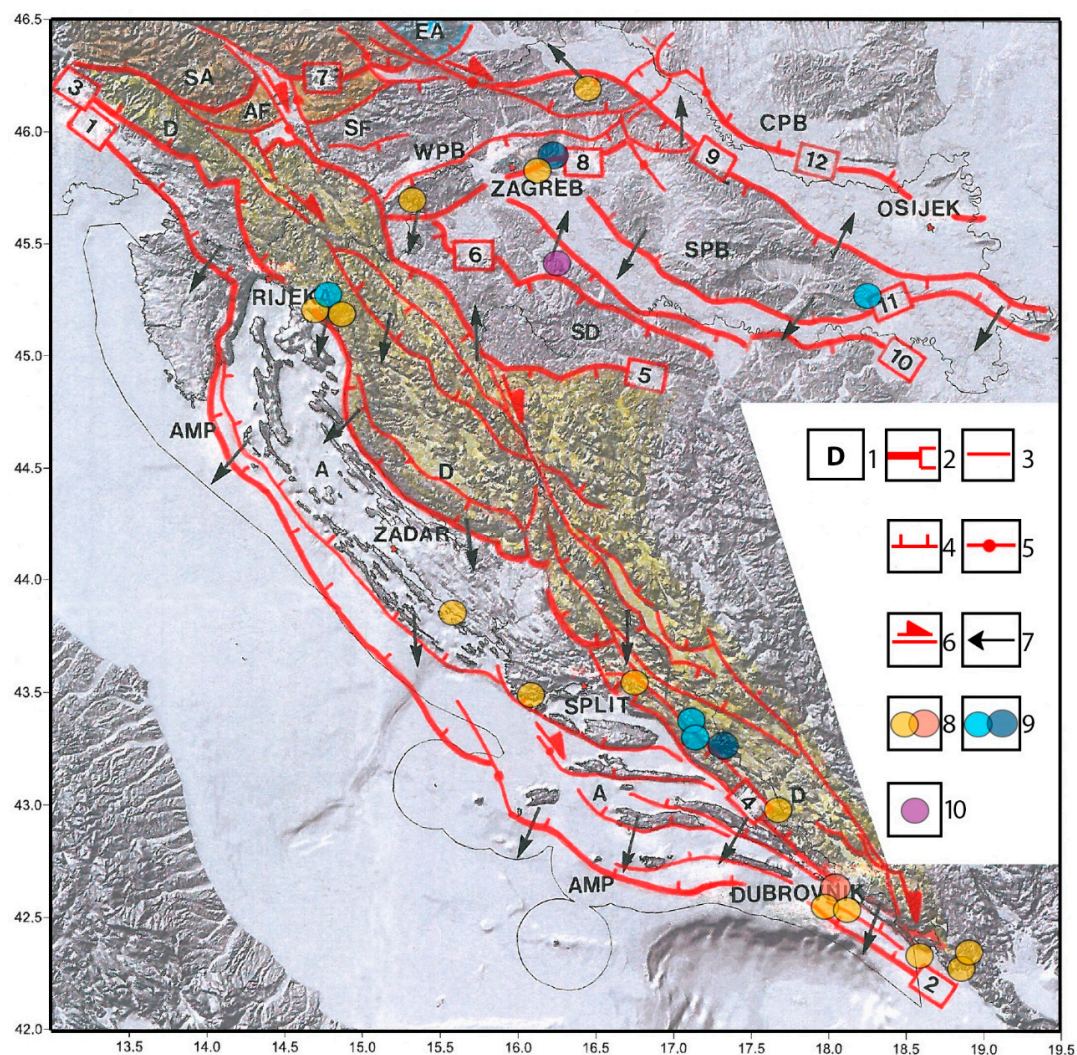 46.5
EA
SA
7
3
AF
46.0
1
D
SF
CPB
WPB
8
9
12
ZAGREB
OSIJEK
45.5
6
SPB
RIJEKA
11
SD
45.0
10
5
AMP
D 1 2 3
44.5
A
D
4 5
ZADAR
44.0
6 7
43.5
SPLIT
8 9
43.0
A
4
D
10
AMP
DUBROVNIK
42.5
2
42.0
13.5 14.0 14.5 15.0 15.5 16.0 16.5 17.0 17.5 18.0 18.5 19.0 19.5